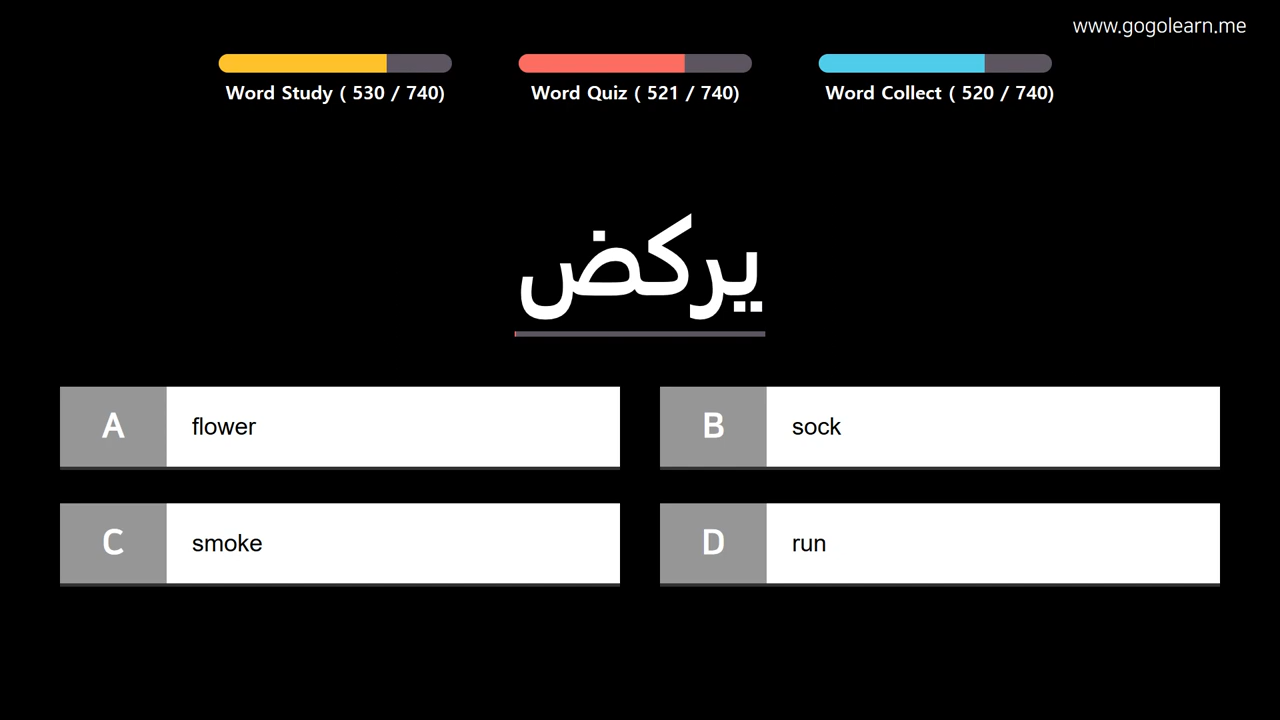 www.gogolearn.me
Word Study ( 530 / 740)
Word Quiz ( 521 / 740)
Word Collect ( 520 / 740)
يركض
A flower
B sock
C smoke
D run